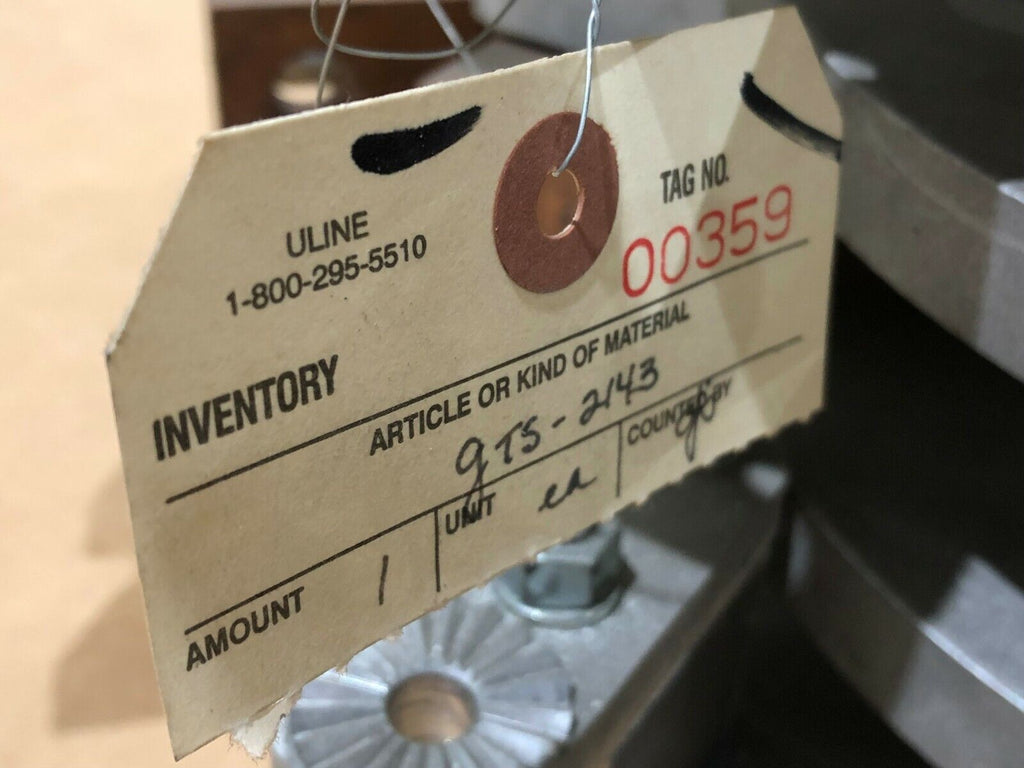 ULINE
1-800-295-5510
TAG NO.
00359
INVENTORY
ARTICLE OR KIND OF MATERIAL
gTS-2143
AMOUNT 1
UNIT ea
COUNTED BY